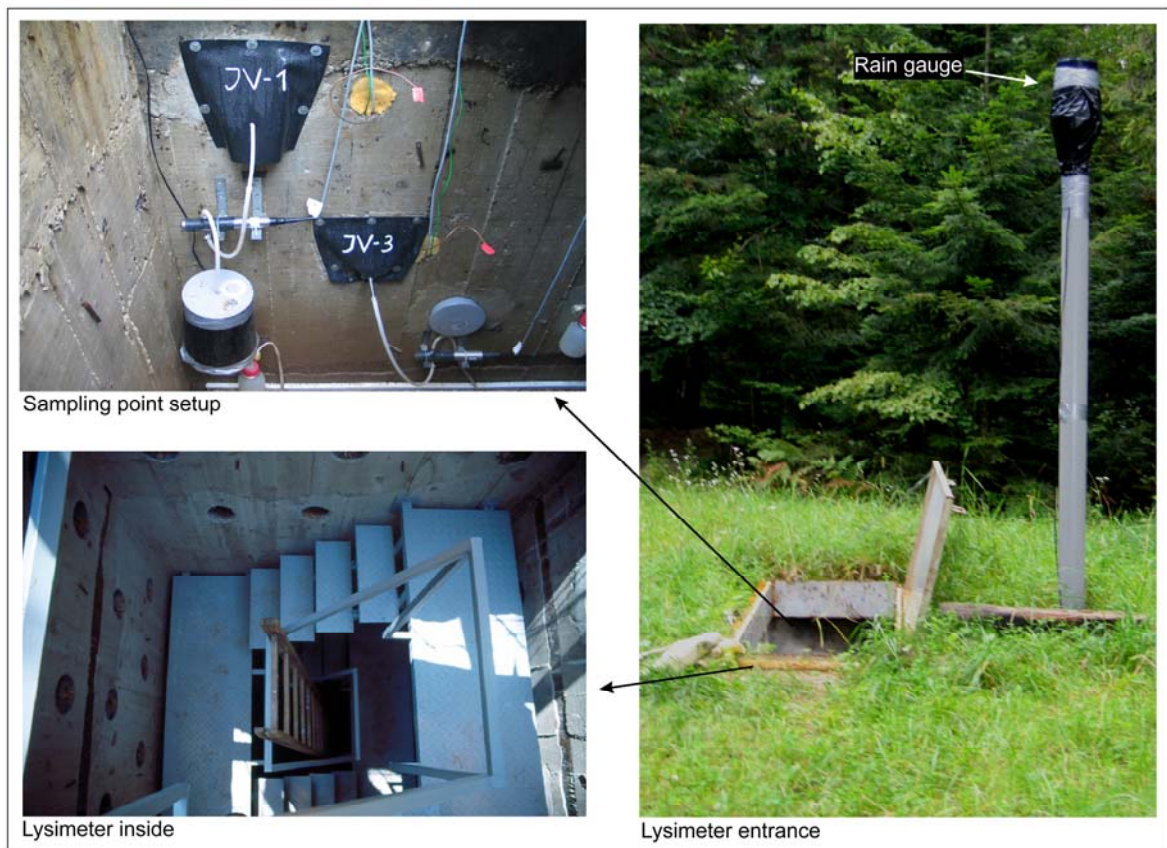 JV-1
JV-3
Sampling point setup
Lysimeter inside
Rain gauge
Lysimeter entrance